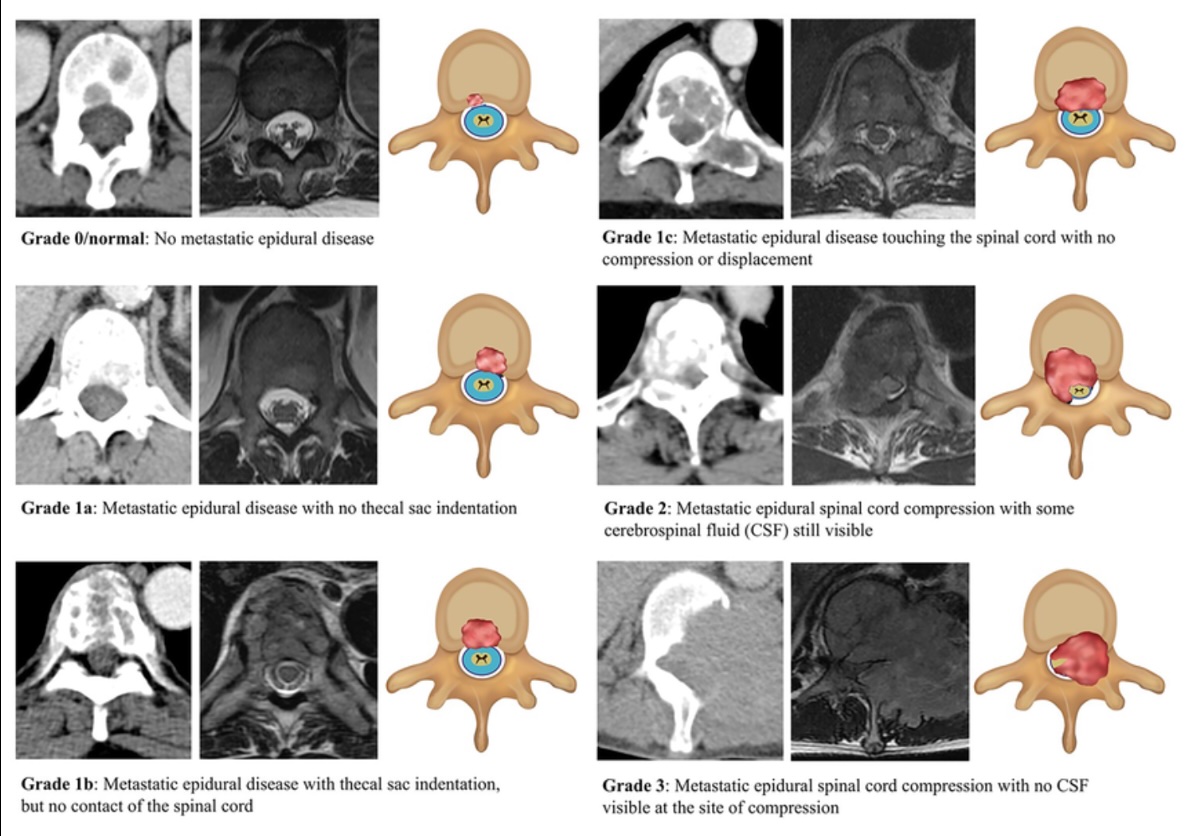 Grade 0/normal: No metastatic epidural disease
Grade 1a: Metastatic epidural disease with no thecal sac indentation
Grade 1b: Metastatic epidural disease with thecal sac indentation,
but no contact of the spinal cord
Grade 1c: Metastatic epidural disease touching the spinal cord with no
compression or displacement
Grade 2: Metastatic epidural spinal cord compression with some
cerebrospinal fluid (CSF) still visible
Grade 3: Metastatic epidural spinal cord compression with no CSF
visible at the site of compression